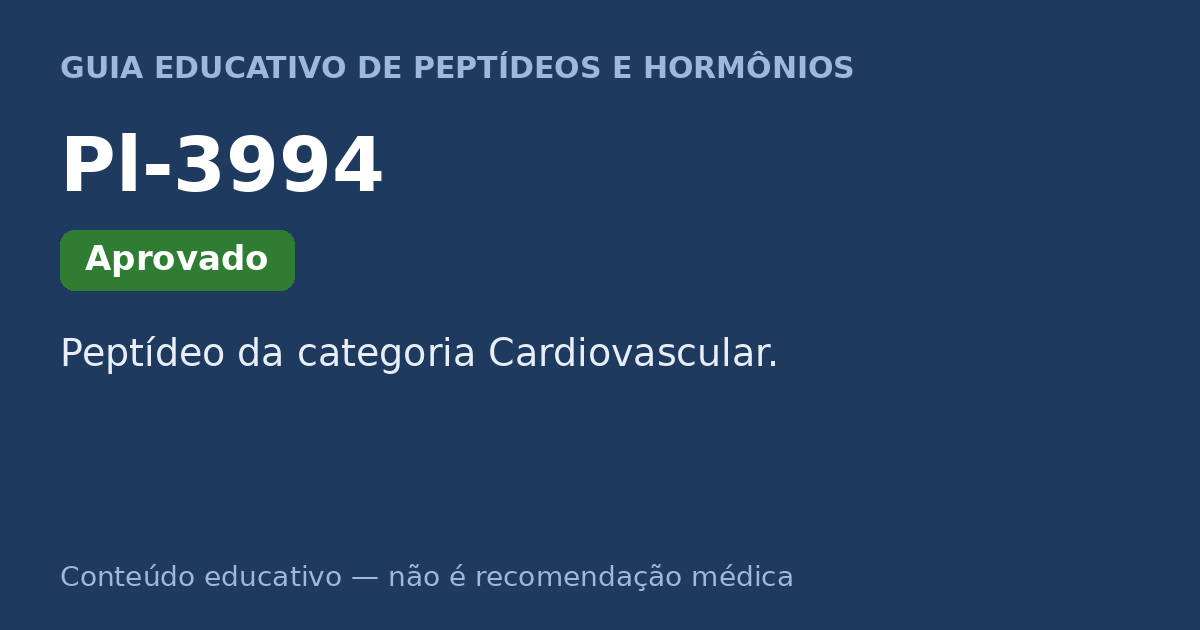 GUIA EDUCATIVO DE PEPTÍDEOS E HORMÔNIOS
Pl-3994
Aprovado
Peptídeo da categoria Cardiovascular.
Conteúdo educativo — não é recomendação médica